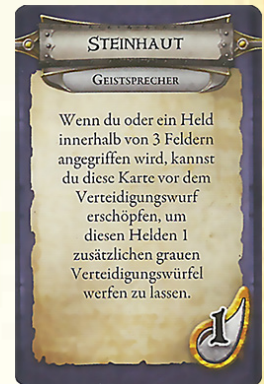 STEINHAUT
GEISTSPRECHER
Wenn du oder ein Held
innerhalb von 3 Feldern
angegriffen wird, kannst
du diese Karte vor dem
Verteidigungswurf
erschöpfen, um
diesen Helden 1
zusätzlichen grauen
Verteidigungswürfel
werfen zu lassen.
1